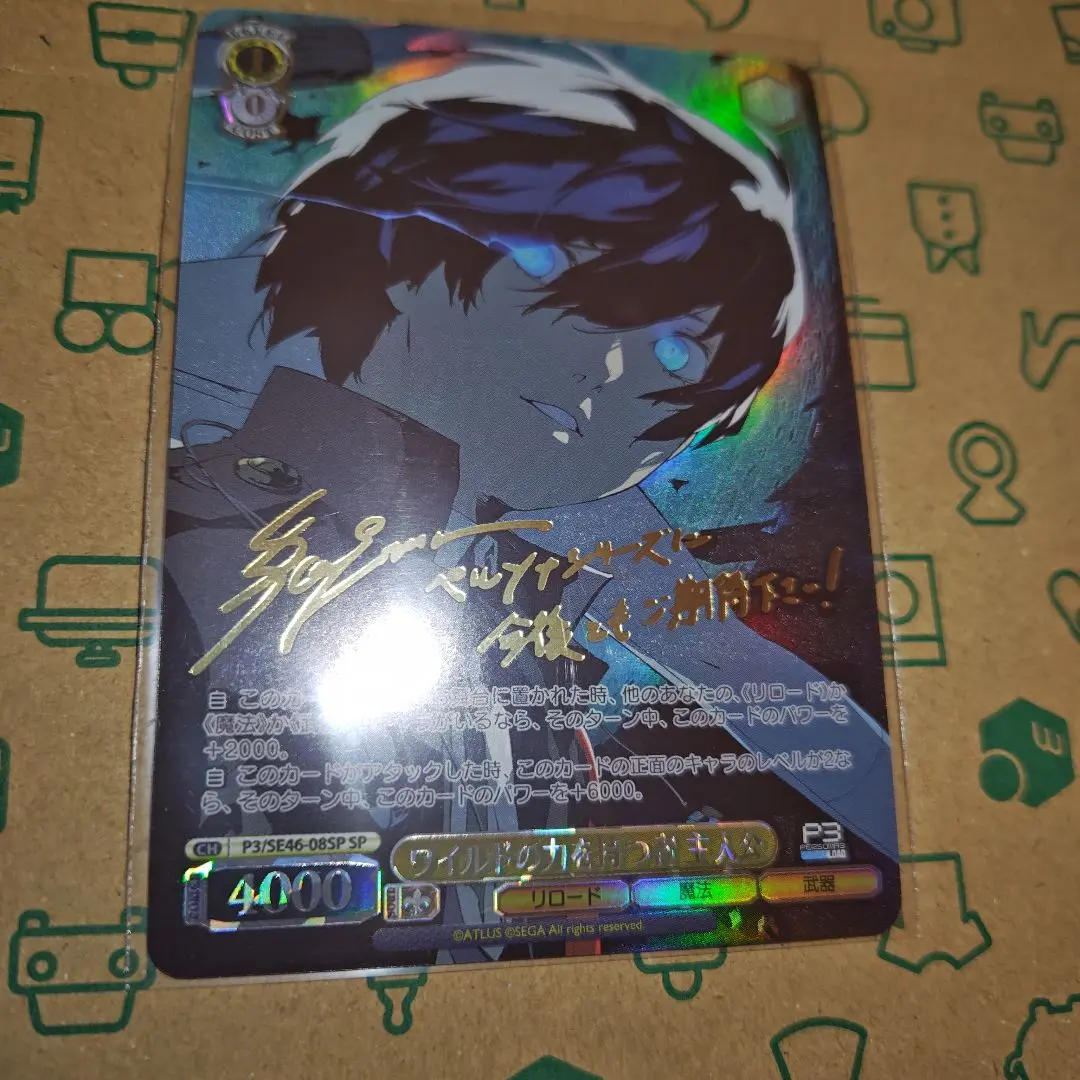 LEVEL
1
0
COST
ペルソナシリーズに
今後ともご期待下さい!
自 このカー 舞台に置かれた時、他のあなたの、《リロード》か
《魔法》か いるなら、そのターン中、このカードのパワーを
+2000。
自 このカードがアタックした時、このカードの正面のキャラのレベルが2な
ら、そのターン中、このカードのパワーを+6000。
CH P3/SE46-08SP SP
ワイルドの力を持つ者 主人公
P3
4000
リロード 魔法 武器
©ATLUS ©SEGA All rights reserved.